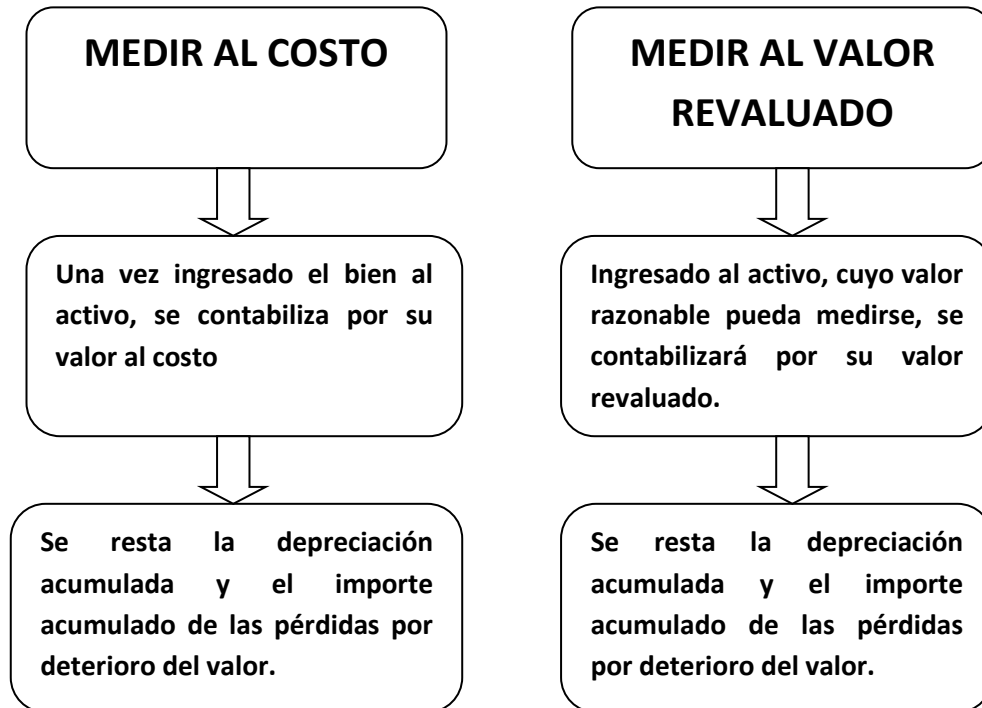 MEDIR AL COSTO
Una vez ingresado el bien al
activo, se contabiliza por su
valor al costo
Se resta la depreciación
acumulada y el importe
acumulado de las pérdidas por
deterioro del valor.
MEDIR AL VALOR
REVALUADO
Ingresado al activo, cuyo valor
razonable pueda medirse, se
contabilizará por su valor
revaluado.
Se resta la depreciación
acumulada y el importe
acumulado de las pérdidas
por deterioro del valor.